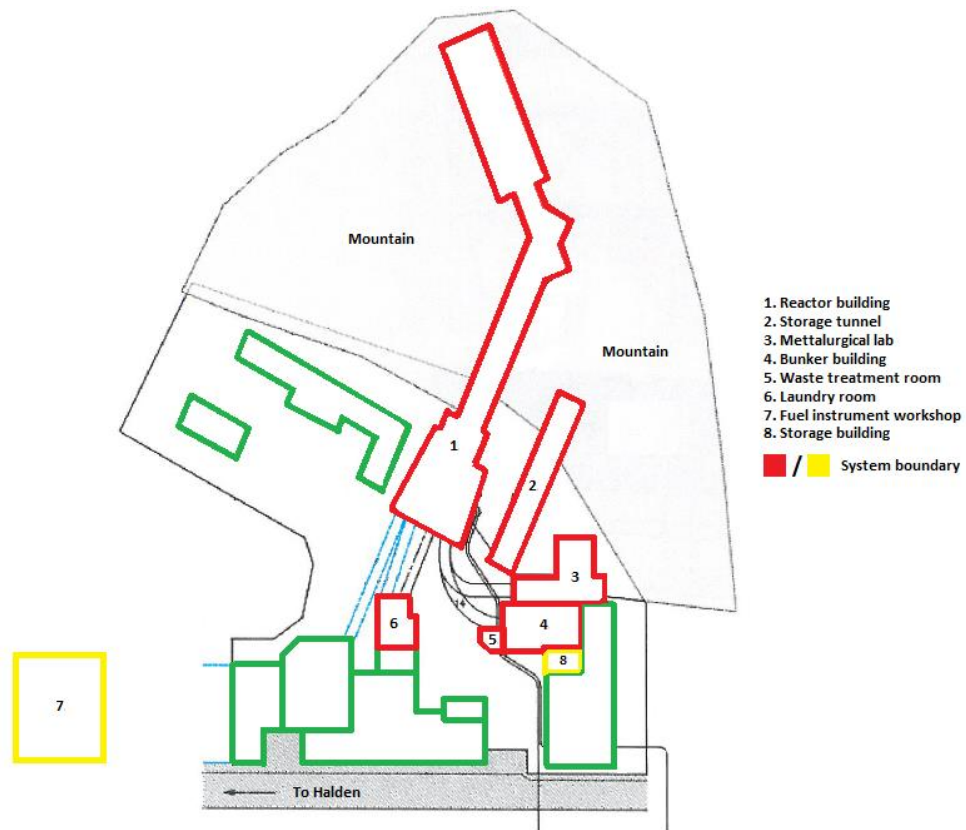 Mountain
Mountain
1
2
3
4
5
6
7
8
1. Reactor building
2. Storage tunnel
3. Mettalurgical lab
4. Bunker building
5. Waste treatment room
6. Laundry room
7. Fuel instrument workshop
8. Storage building
/ System boundary
To Halden